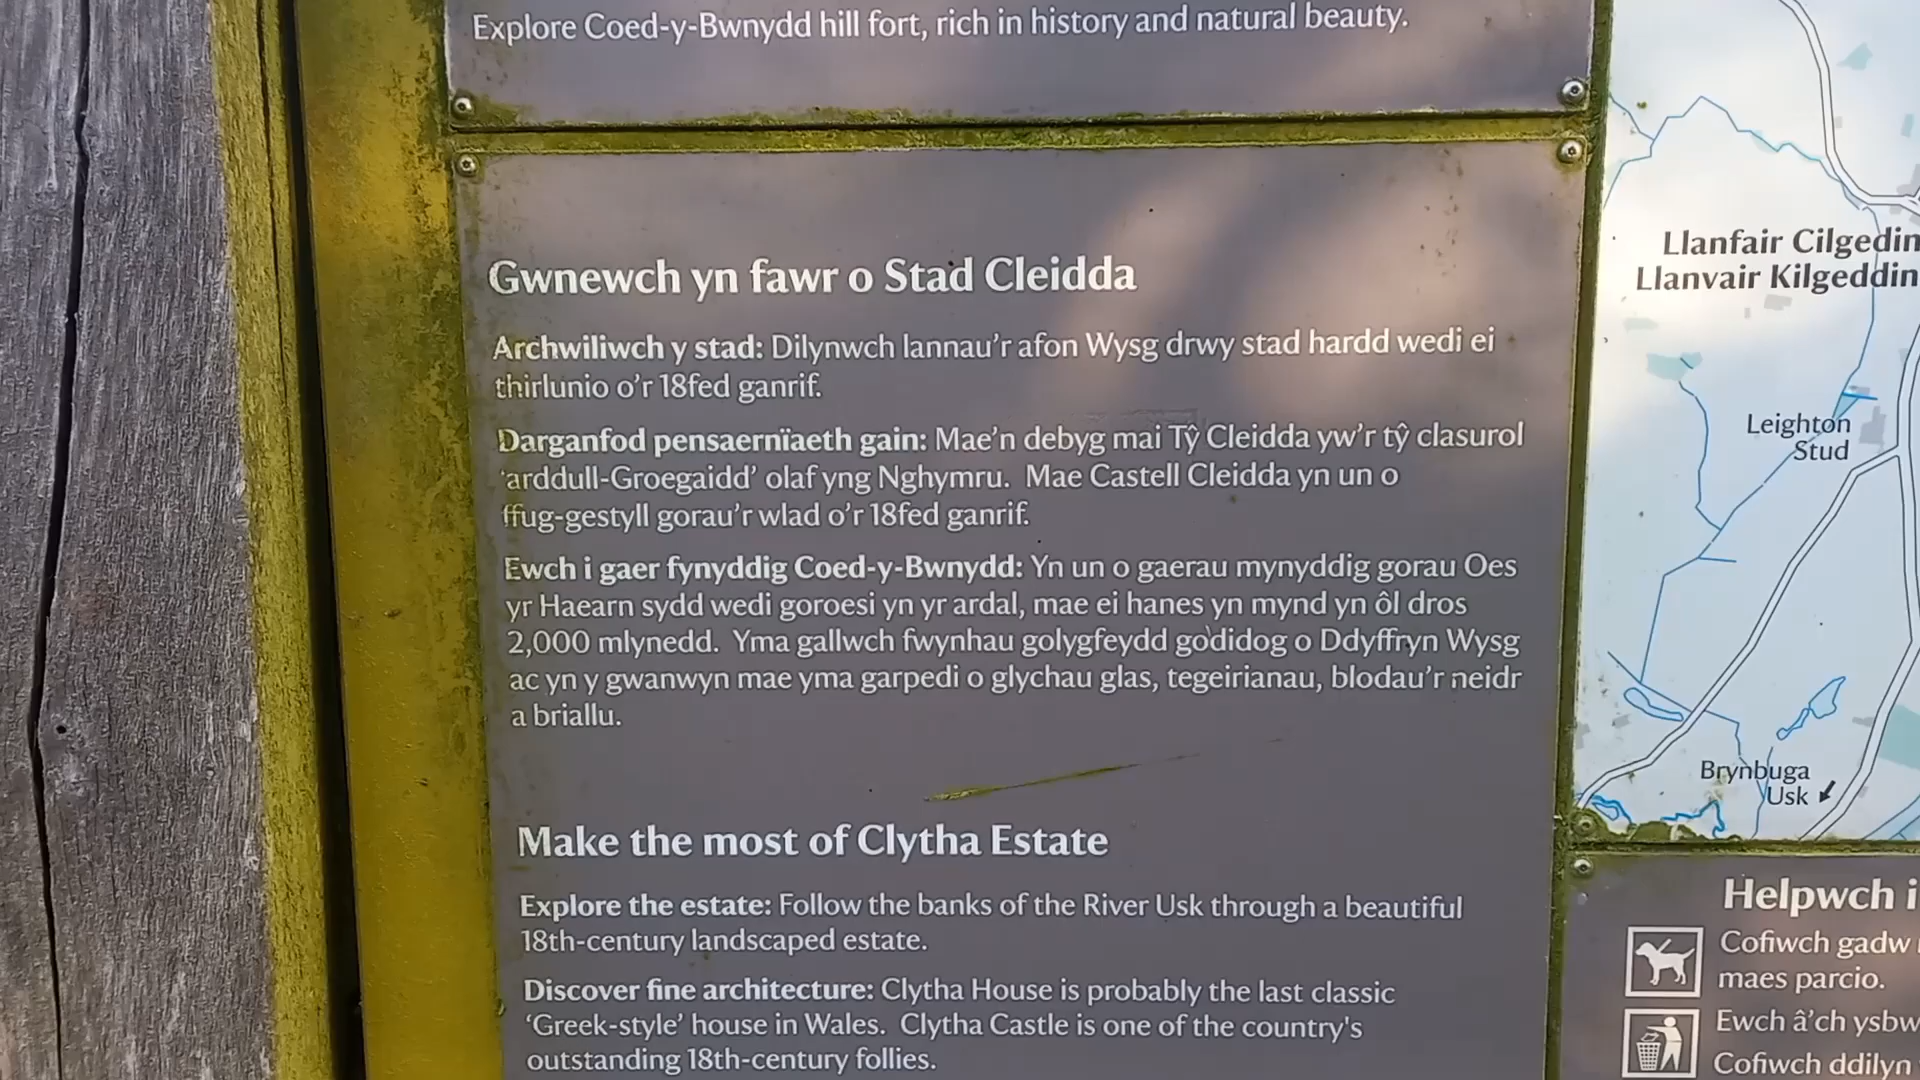 Explore Coed-y-Bwnydd hill fort, rich in history and natural beauty.
Gwnewch yn fawr o Stad Cleidda
Archwiliwch y stad: Dilynwch lannau'r afon Wysg drwy stad hardd wedi ei
thirlunio o'r 18fed ganrif.
Darganfod pensaernïaeth gain: Mae'n debyg mai Tŷ Cleidda yw'r tŷ clasurol
'arddull-Groegaidd' olaf yng Nghymru. Mae Castell Cleidda yn un o
ffug-gestyll gorau'r wlad o'r 18fed ganrif.
Ewch i gaer fynyddig Coed-y-Bwnydd: Yn un o gaerau mynyddig gorau Oes
yr Haearn sydd wedi goroesi yn yr ardal, mae ei hanes yn mynd yn ôl dros
2,000 mlynedd. Yma gallwch fwynhau golygfeydd godidog o Ddyffryn Wysg
ac yn y gwanwyn mae yma garpedi o glychau glas, tegeirianau, blodau'r neidr
a briallu.
Make the most of Clytha Estate
Explore the estate: Follow the banks of the River Usk through a beautiful
18th-century landscaped estate.
Discover fine architecture: Clytha House is probably the last classic
'Greek-style' house in Wales. Clytha Castle is one of the country's
outstanding 18th-century follies.
Llanfair Cilgedin
Llanvair Kilgeddin
Leighton
Stud
Brynbuga
Usk
Helpwch i
Cofiwch gadw
maes parcio.
Ewch â'ch
Cofiwch ddilyn